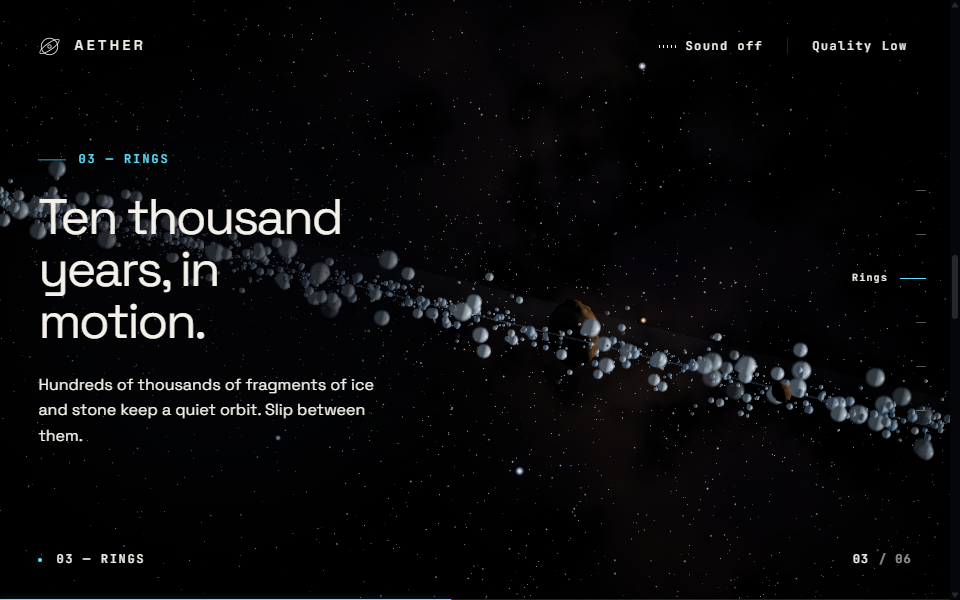 AETHER
Sound off
Quality Low
03 — RINGS
Ten thousand
years, in
motion.
Rings
Hundreds of thousands of fragments of ice
and stone keep a quiet orbit. Slip between
them.
03 — RINGS
03 / 06